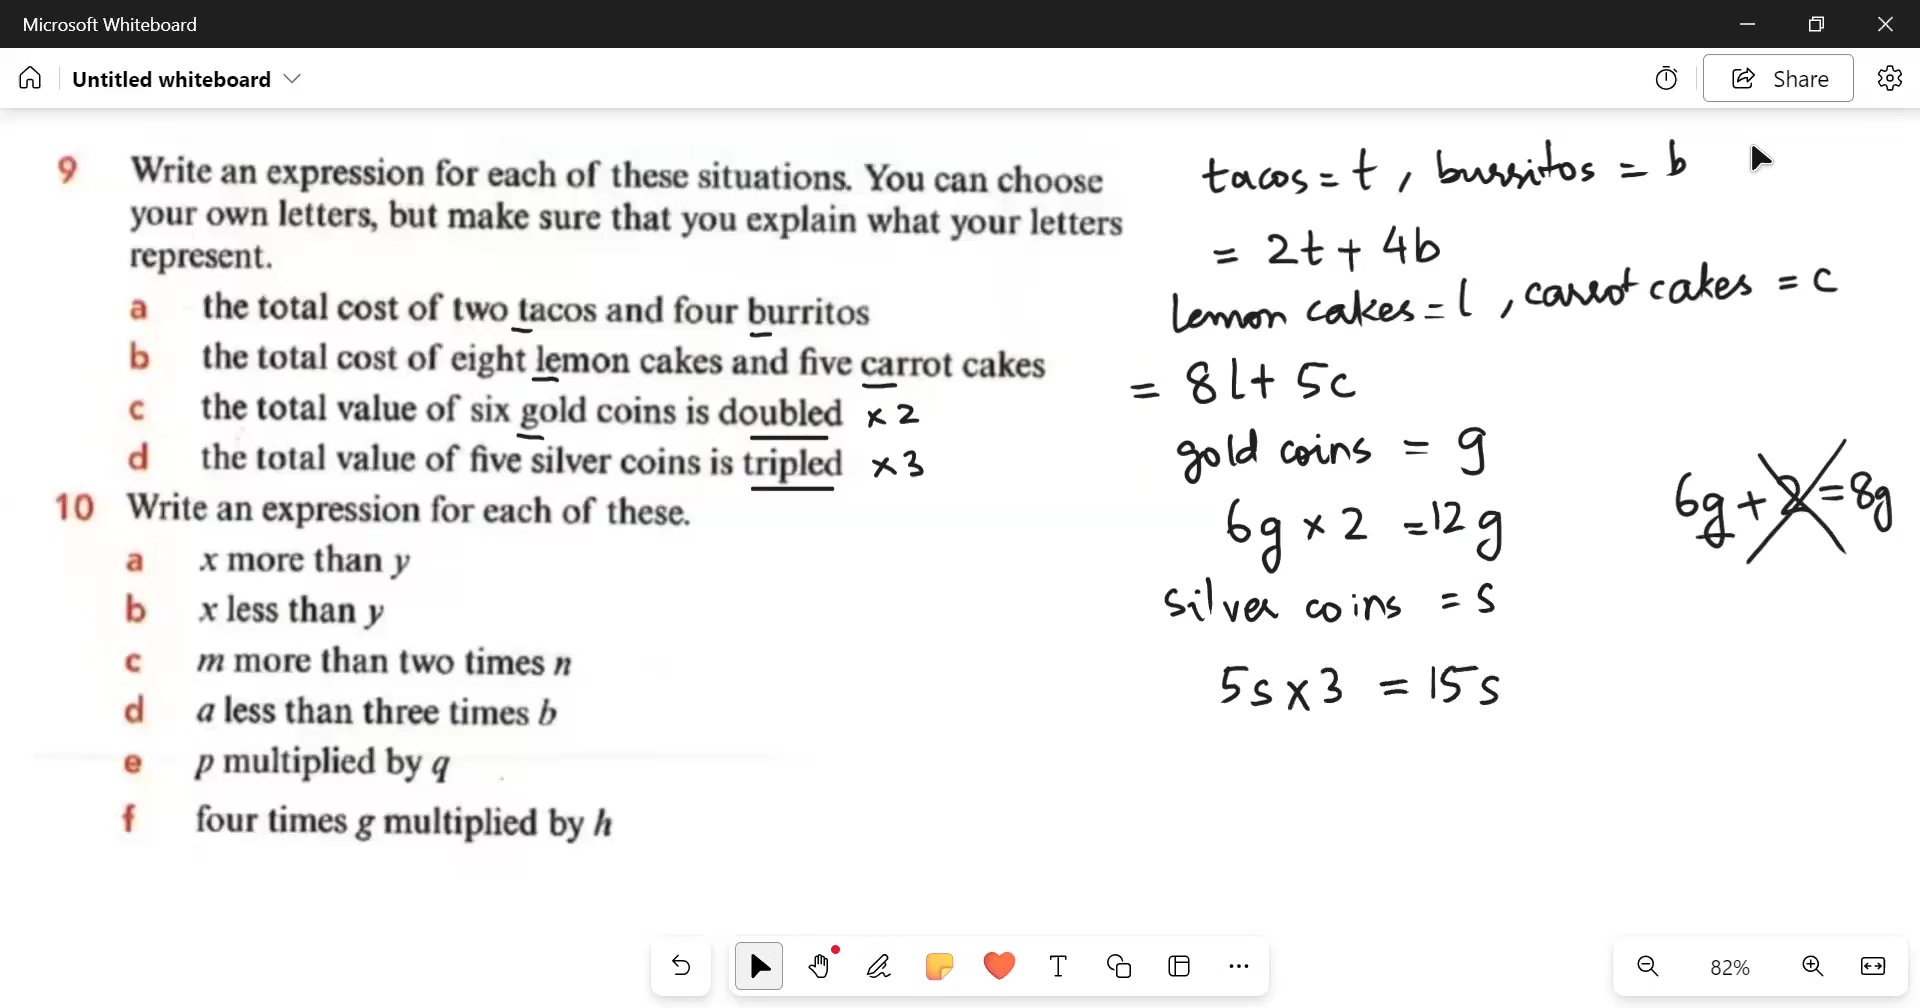 Microsoft Whiteboard
Untitled whiteboard
Share
9 Write an expression for each of these situations. You can choose
your own letters, but make sure that you explain what your letters
represent.
a the total cost of two tacos and four burritos
b the total cost of eight lemon cakes and five carrot cakes
c the total value of six gold coins is doubled × 2
d the total value of five silver coins is tripled × 3
10 Write an expression for each of these.
a x more than y
b x less than y
c m more than two times n
d a less than three times b
e p multiplied by q
f four times g multiplied by h
tacos = t , burritos = b
= 2t + 4b
lemon cakes = l , carrot cakes = c
= 8l + 5c
gold coins = g
6g × 2 = 12g
6g + 2 = 8g
silver coins = s
5s × 3 = 15s
82%